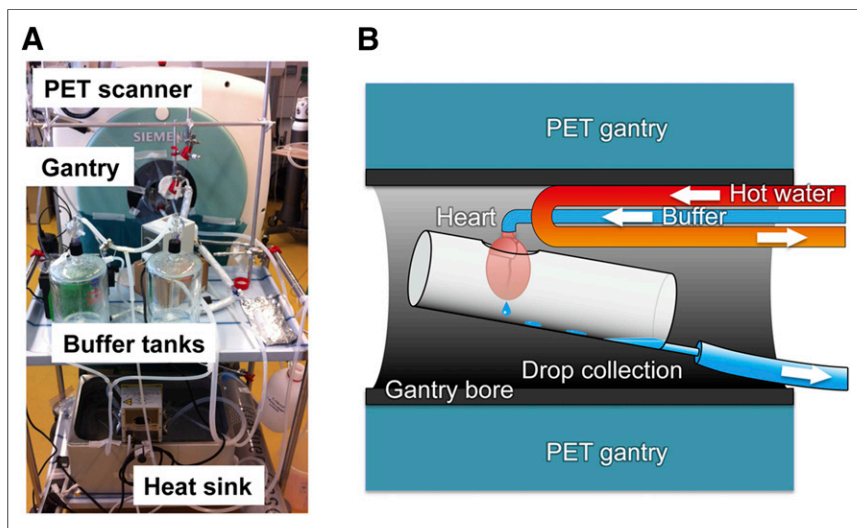 A
PET scanner
SIEMENS
Gantry
Buffer tanks
Heat sink
B
PET gantry
Hot water
Heart
Buffer
Drop collection
Gantry bore
PET gantry